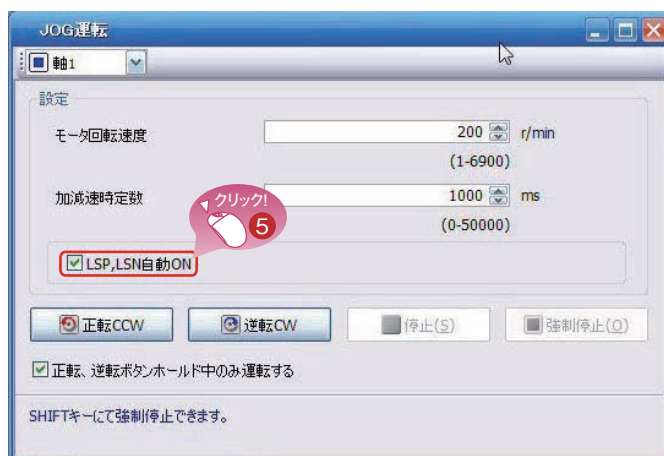 JOG運転
軸1
設定
モータ回転速度 200 r/min
(1-6900)
加減速時定数 1000 ms
(0-50000)
クリック!
5
LSP,LSN自動ON
正転CCW 逆転CW 停止(S) 強制停止(O)
正転、逆転ボタンホールド中のみ運転する
SHIFTキーにて強制停止できます。